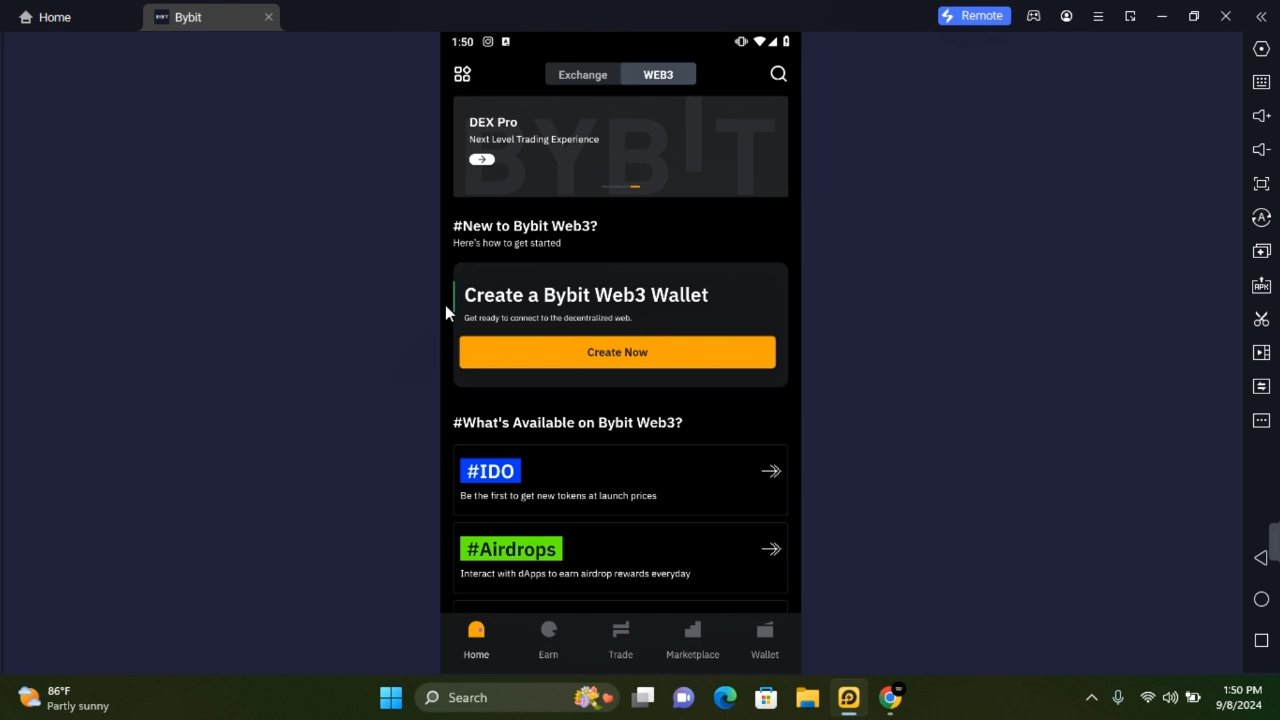 Home
Bybit
Remote
1:50
Exchange
WEB3
DEX Pro
Next Level Trading Experience
BYBIT
#New to Bybit Web3?
Here's how to get started
Create a Bybit Web3 Wallet
Get ready to connect to the decentralized web.
Create Now
#What's Available on Bybit Web3?
#IDO
Be the first to get new tokens at launch prices
#Airdrops
Interact with dApps to earn airdrop rewards everyday
Home
Earn
Trade
Marketplace
Wallet
APK
86°F
Partly sunny
Search
1:50 PM
9/8/2024